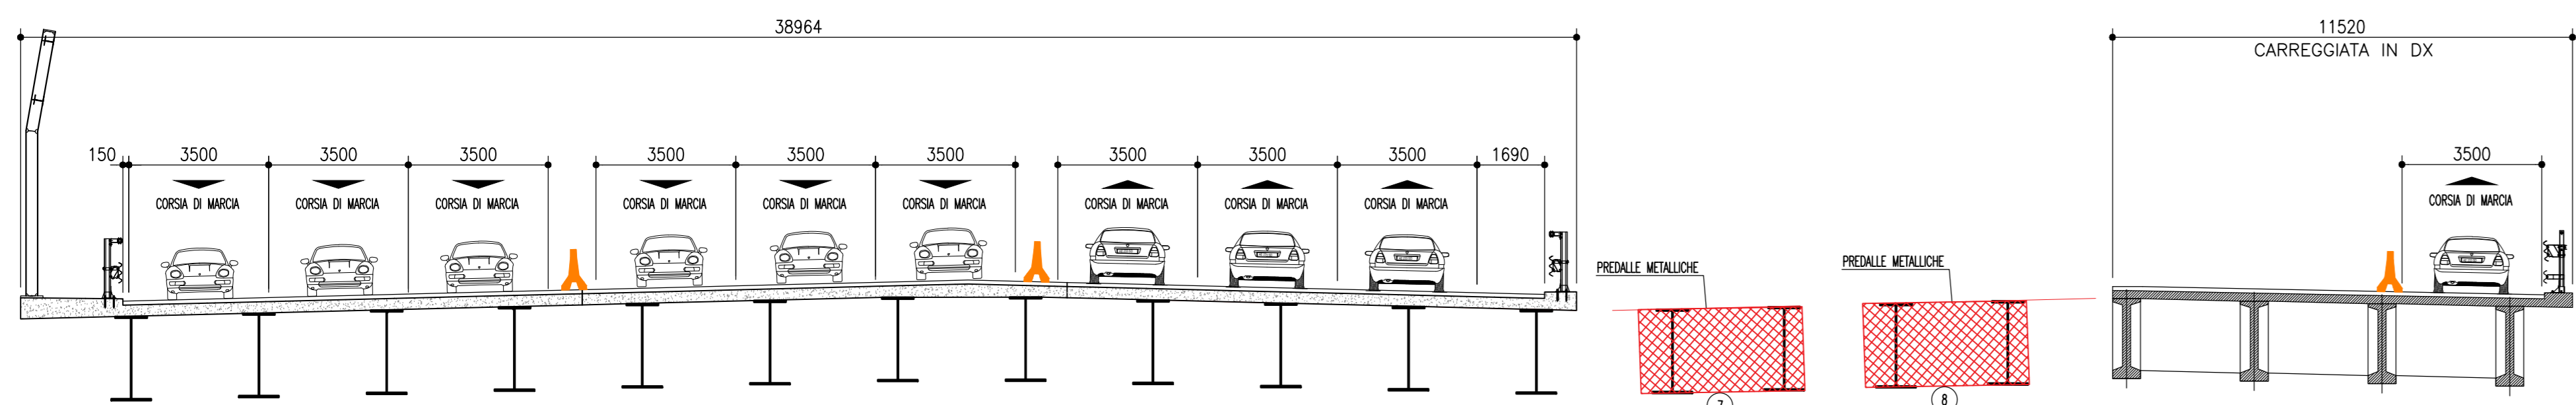 38964
11520
CARREGGIATA IN DX
150 3500 3500 3500 3500 3500 3500 3500 3500 3500 1690 3500
CORSIA DI MARCIA CORSIA DI MARCIA CORSIA DI MARCIA CORSIA DI MARCIA CORSIA DI MARCIA CORSIA DI MARCIA CORSIA DI MARCIA CORSIA DI MARCIA CORSIA DI MARCIA CORSIA DI MARCIA
PREDALLE METALLICHE PREDALLE METALLICHE
7 8